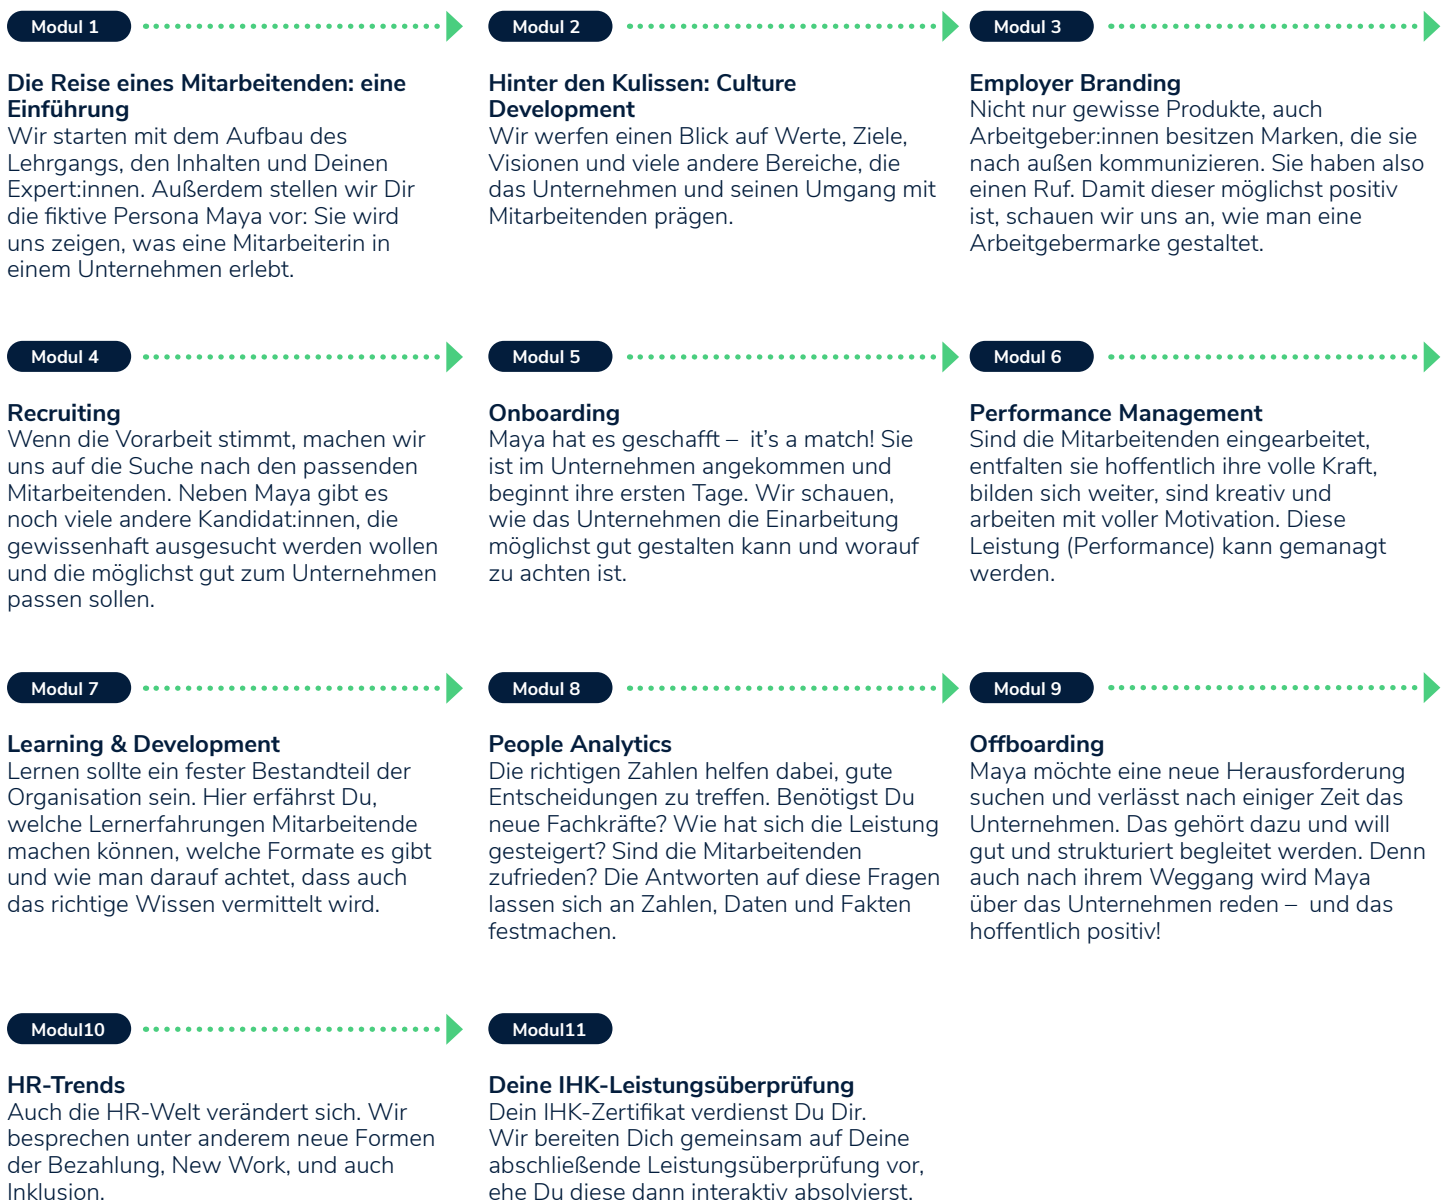 Modul 1
Die Reise eines Mitarbeitenden: eine
Einführung
Wir starten mit dem Aufbau des
Lehrgangs, den Inhalten und Deinen
Expert:innen. Außerdem stellen wir Dir
die fiktive Persona Maya vor: Sie wird
uns zeigen, was eine Mitarbeiterin in
einem Unternehmen erlebt.
Modul 2
Hinter den Kulissen: Culture
Development
Wir werfen einen Blick auf Werte, Ziele,
Visionen und viele andere Bereiche, die
das Unternehmen und seinen Umgang mit
Mitarbeitenden prägen.
Modul 3
Employer Branding
Nicht nur gewisse Produkte, auch
Arbeitgeber:innen besitzen Marken, die sie
nach außen kommunizieren. Sie haben also
einen Ruf. Damit dieser möglichst positiv
ist, schauen wir uns an, wie man eine
Arbeitgebermarke gestaltet.
Modul 4
Recruiting
Wenn die Vorarbeit stimmt, machen wir
uns auf die Suche nach den passenden
Mitarbeitenden. Neben Maya gibt es
noch viele andere Kandidat:innen, die
gewissenhaft ausgesucht werden wollen
und die möglichst gut zum Unternehmen
passen sollen.
Modul 5
Onboarding
Maya hat es geschafft –  it’s a match! Sie
ist im Unternehmen angekommen und
beginnt ihre ersten Tage. Wir schauen,
wie das Unternehmen die Einarbeitung
möglichst gut gestalten kann und worauf
zu achten ist.
Modul 6
Performance Management
Sind die Mitarbeitenden eingearbeitet,
entfalten sie hoffentlich ihre volle Kraft,
bilden sich weiter, sind kreativ und
arbeiten mit voller Motivation. Diese
Leistung (Performance) kann gemanagt
werden.
Modul 7
Learning & Development
Lernen sollte ein fester Bestandteil der
Organisation sein. Hier erfährst Du,
welche Lernerfahrungen Mitarbeitende
machen können, welche Formate es gibt
und wie man darauf achtet, dass auch
das richtige Wissen vermittelt wird.
Modul 8
People Analytics
Die richtigen Zahlen helfen dabei, gute
Entscheidungen zu treffen. Benötigst Du
neue Fachkräfte? Wie hat sich die Leistung
gesteigert? Sind die Mitarbeitenden
zufrieden? Die Antworten auf diese Fragen
lassen sich an Zahlen, Daten und Fakten
festmachen.
Modul 9
Offboarding
Maya möchte eine neue Herausforderung
suchen und verlässt nach einiger Zeit das
Unternehmen. Das gehört dazu und will
gut und strukturiert begleitet werden. Denn
auch nach ihrem Weggang wird Maya
über das Unternehmen reden –  und das
hoffentlich positiv!
Modul10
HR-Trends
Auch die HR-Welt verändert sich. Wir
besprechen unter anderem neue Formen
der Bezahlung, New Work, und auch
Inklusion.
Modul11
Deine IHK-Leistungsüberprüfung
Dein IHK-Zertifikat verdienst Du Dir.
Wir bereiten Dich gemeinsam auf Deine
abschließende Leistungsüberprüfung vor,
ehe Du diese dann interaktiv absolvierst.